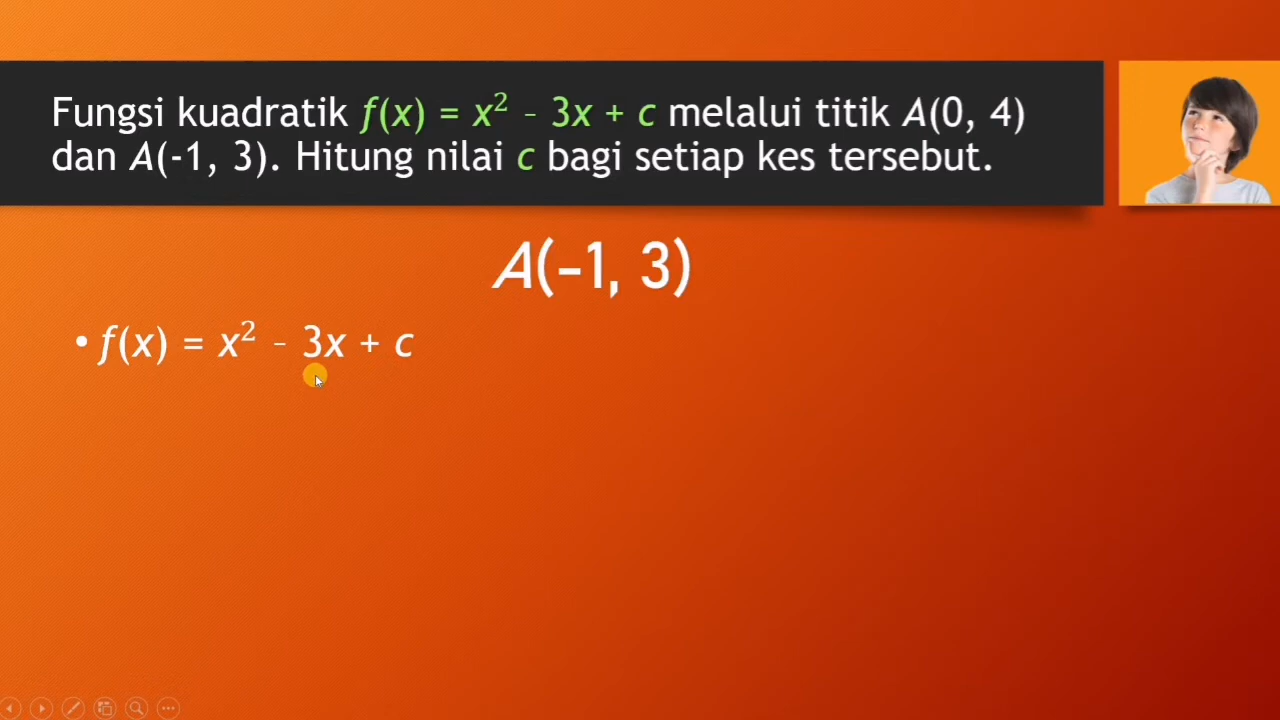 Fungsi kuadratik f(x) = x² - 3x + c melalui titik A(0, 4)
dan A(-1, 3). Hitung nilai c bagi setiap kes tersebut.
A(-1, 3)
• f(x) = x² - 3x + c